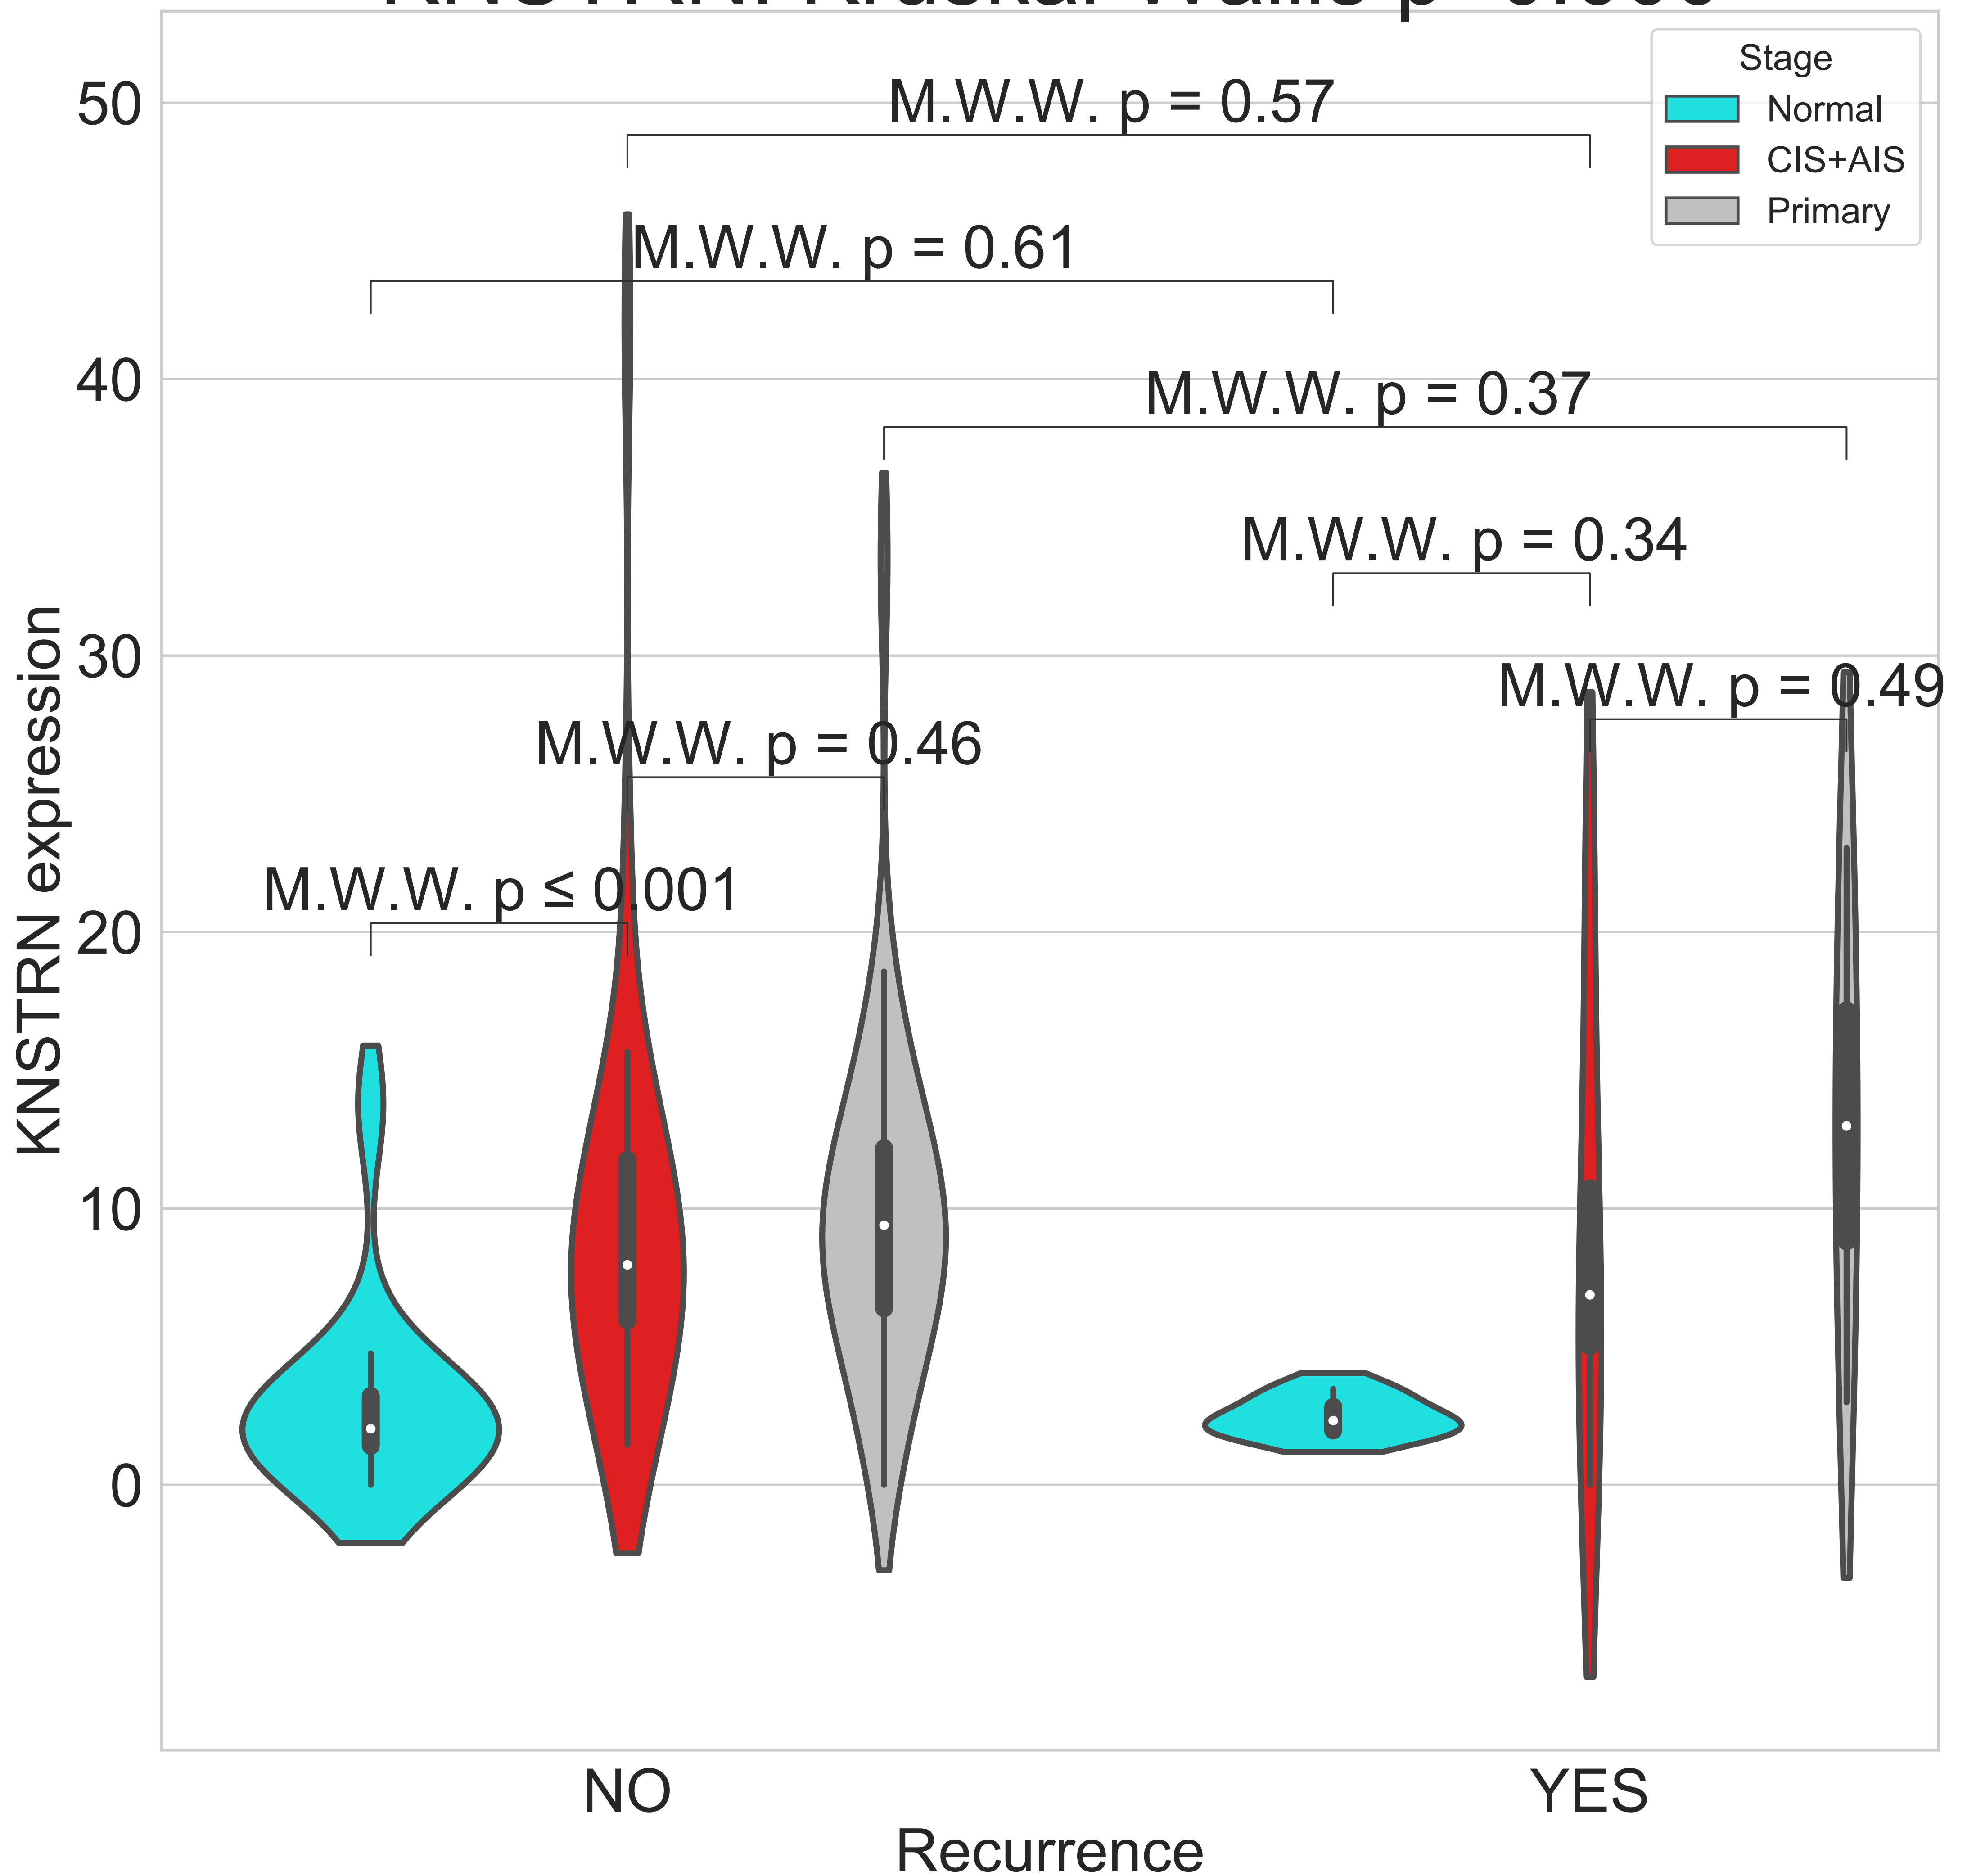 Stage
Normal
CIS+AIS
Primary
M.W.W. p = 0.57
M.W.W. p = 0.61
M.W.W. p = 0.37
M.W.W. p = 0.34
M.W.W. p = 0.49
M.W.W. p = 0.46
M.W.W. p ≤ 0.001
50
40
30
20
10
0
KNSTRN expression
NO
YES
Recurrence